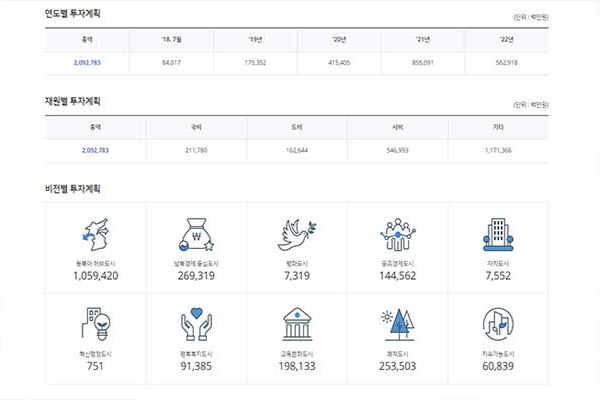 연도별 투자계획
(단위 : 백만원)
총액 '18. 7월 '19년 '20년 '21년 '22년
2,092,783 84,017 175,352 415,405 855,091 562,918
재원별 투자계획
(단위 : 백만원)
총액 국비 도비 시비 기타
2,092,783 211,780 162,644 546,993 1,171,366
비전별 투자계획
동북아 허브도시 남북경제 중심도시 평화도시 공유경제도시 자치도시
1,059,420 269,319 7,319 144,562 7,552
혁신행정도시 행복복지도시 교육문화도시 쾌적도시 지속가능도시
751 91,385 198,133 253,503 60,839